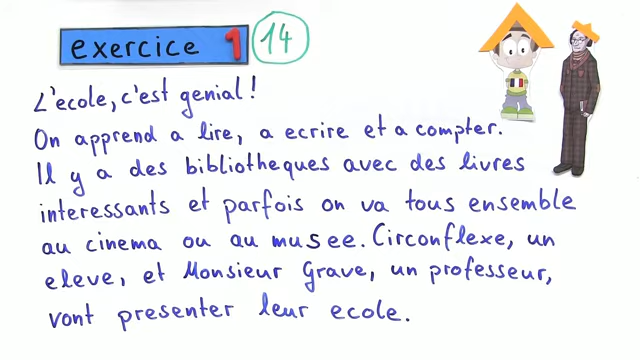 exercice 1 14
L'ecole, c'est genial!
On apprend a lire, a ecrire et a compter.
Il y a des bibliotheques avec des livres
interessants et parfois on va tous ensemble
au cinema ou au musee. Circonflexe, un
eleve, et Monsieur Grave, un professeur,
vont presenter leur ecole.